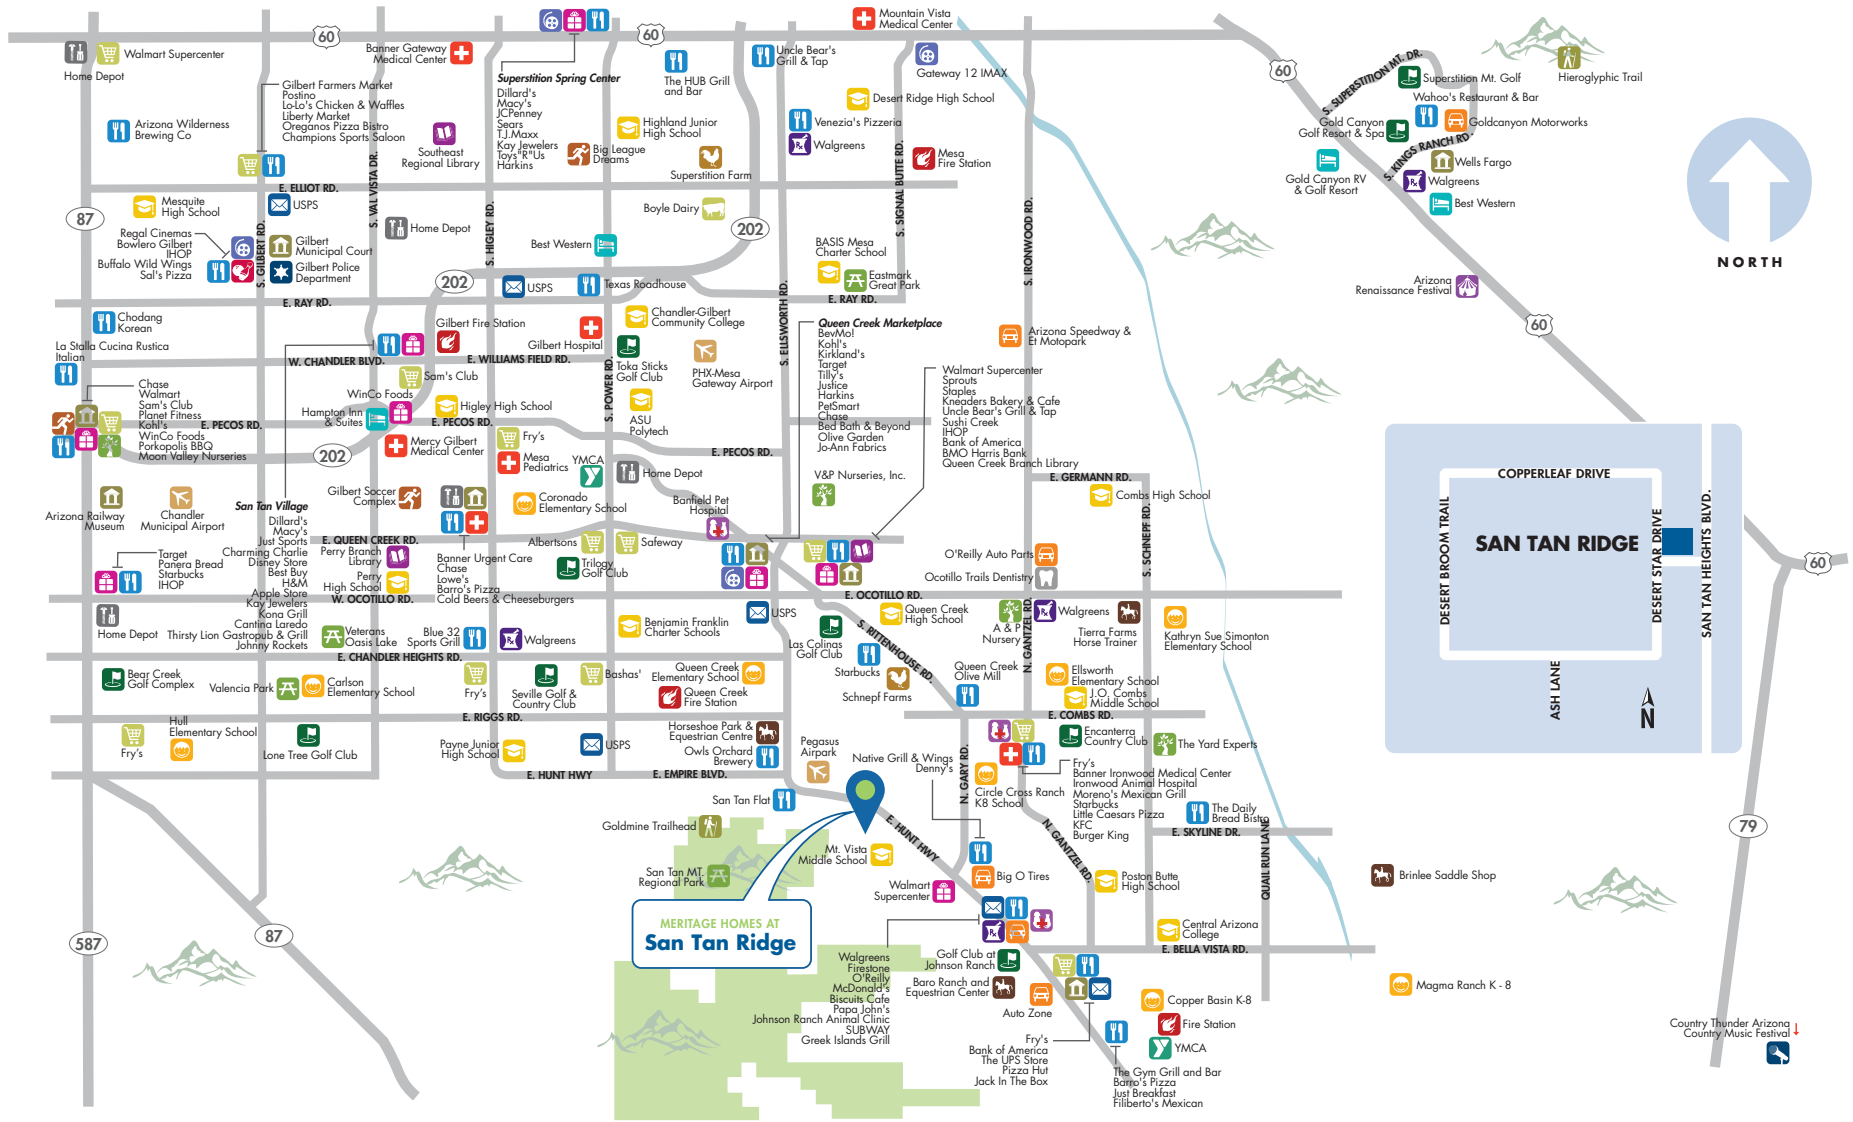 60
60
Mountain Vista
Medical Center
Home Depot
Walmart Supercenter
Banner Gateway
Medical Center
Superstition Spring Center
Dillard's
Macy's
JCPenney
Sears
T.J.Maxx
Kay Jewelers
Toys"R"Us
Harkins
The HUB Grill
and Bar
Uncle Bear's
Grill & Tap
Gateway 12 IMAX
60
S. SUPERSTITION MT. DR.
Superstition Mt. Golf
Hieroglyphic Trail
Wahoo's Restaurant & Bar
Gold Canyon
Golf Resort & Spa
Goldcanyon Motorworks
S. KINGS RANCH RD.
Wells Fargo
Gold Canyon RV
& Golf Resort
Walgreens
Best Western
NORTH
Gilbert Farmers Market
Postino
Lo-Lo's Chicken & Waffles
Liberty Market
Oreganos Pizza Bistro
Champions Sports Saloon
Arizona Wilderness
Brewing Co
Southeast
Regional Library
Highland Junior
High School
Big League
Dreams
Superstition Farm
Desert Ridge High School
Venezia's Pizzeria
Walgreens
Mesa
Fire Station
E. ELLIOT RD.
S. VAL VISTA DR.
S. GILBERT RD.
S. HIGLEY RD.
S. POWER RD.
S. ELLSWORTH RD.
S. SIGNAL BUTTE RD.
S. IRONWOOD RD.
87
Mesquite
High School
USPS
Home Depot
Boyle Dairy
202
Regal Cinemas
Bowlero Gilbert
IHOP
Buffalo Wild Wings
Sal's Pizza
Gilbert
Municipal Court
Gilbert Police
Department
Best Western
BASIS Mesa
Charter School
Eastmark
Great Park
202
USPS
Texas Roadhouse
E. RAY RD.
E. RAY RD.
Arizona
Renaissance Festival
60
Chodang
Korean
Gilbert Fire Station
Gilbert Hospital
Chandler-Gilbert
Community College
La Stalla Cucina Rustica
Italian
W. CHANDLER BLVD.
E. WILLIAMS FIELD RD.
Toka Sticks
Golf Club
PHX-Mesa
Gateway Airport
Arizona Speedway &
Et Motopark
Queen Creek Marketplace
BevMo!
Kohl's
Kirkland's
Target
Tilly's
Justice
Harkins
PetSmart
Chase
Bed Bath & Beyond
Olive Garden
Jo-Ann Fabrics
Walmart Supercenter
Sprouts
Staples
Kneaders Bakery & Cafe
Uncle Bear's Grill & Tap
Sushi Creek
IHOP
Bank of America
BMO Harris Bank
Queen Creek Branch Library
Chase
Walmart
Sam's Club
Planet Fitness
Kohl's
WinCo Foods
Porkopolis BBQ
Moon Valley Nurseries
Sam's Club
WinCo Foods
Hampton Inn
& Suites
Higley High School
ASU
Polytech
E. PECOS RD.
E. PECOS RD.
E. PECOS RD.
202
Mercy Gilbert
Medical Center
Fry's
Mesa
Pediatrics
YMCA
Home Depot
V&P Nurseries, Inc.
E. GERMANN RD.
Arizona Railway
Museum
Chandler
Municipal Airport
San Tan Village
Dillard's
Macy's
Just Sports
Charming Charlie
Disney Store
Best Buy
H&M
Apple Store
Kay Jewelers
Kona Grill
Cantina Laredo
Thirsty Lion Gastropub & Grill
Johnny Rockets
Gilbert Soccer
Complex
Coronado
Elementary School
Banfield Pet
Hospital
Combs High School
S. SCHNEPF RD.
E. QUEEN CREEK RD.
Perry Branch
Library
Perry
High School
Banner Urgent Care
Chase
Lowe's
Barro's Pizza
Cold Beers & Cheeseburgers
Albertsons
Safeway
Trilogy
Golf Club
Target
Panera Bread
Starbucks
IHOP
O'Reilly Auto Parts
Ocotillo Trails Dentistry
W. OCOTILLO RD.
E. OCOTILLO RD.
Home Depot
Veterans
Oasis Lake
Blue 32
Sports Grill
Walgreens
Benjamin Franklin
Charter Schools
USPS
Las Colinas
Golf Club
Queen Creek
High School
S. RITTENHOUSE RD.
A & P
Nursery
N. GANTZEL RD.
Walgreens
Tierra Farms
Horse Trainer
Kathryn Sue Simonton
Elementary School
E. CHANDLER HEIGHTS RD.
Bear Creek
Golf Complex
Valencia Park
Carlson
Elementary School
Fry's
Seville Golf &
Country Club
Bashas'
Queen Creek
Elementary School
Queen Creek
Fire Station
Starbucks
Schnepf Farms
Queen Creek
Olive Mill
Ellsworth
Elementary School
J.O. Combs
Middle School
E. RIGGS RD.
E. COMBS RD.
Hull
Elementary School
Fry's
Lone Tree Golf Club
Payne Junior
High School
USPS
Horseshoe Park &
Equestrian Centre
Owls Orchard
Brewery
Pegasus
Airpark
Native Grill & Wings
Denny's
N. GARY RD.
Encanterra
Country Club
The Yard Experts
Circle Cross Ranch
K8 School
Fry's
Banner Ironwood Medical Center
Ironwood Animal Hospital
Moreno's Mexican Grill
Starbucks
Little Caesars Pizza
KFC
Burger King
E. HUNT HWY
E. EMPIRE BLVD.
San Tan Flat
Goldmine Trailhead
E. HUNT HWY
N. GANTZEL RD.
The Daily
Bread Bistro
E. SKYLINE DR.
QUAIL RUN LANE
Mt. Vista
Middle School
San Tan MT.
Regional Park
Walmart
Supercenter
Big O Tires
Poston Butte
High School
MERITAGE HOMES AT
San Tan Ridge
Central Arizona
College
E. BELLA VISTA RD.
Brinlee Saddle Shop
587
87
Walgreens
Firestone
O'Reilly
McDonald's
Biscuits Cafe
Papa John's
Johnson Ranch Animal Clinic
SUBWAY
Greek Islands Grill
Golf Club at
Johnson Ranch
Baro Ranch and
Equestrian Center
Auto Zone
Copper Basin K-8
Fire Station
YMCA
Magma Ranch K - 8
Fry's
Bank of America
The UPS Store
Pizza Hut
Jack In The Box
The Gym Grill and Bar
Barro's Pizza
Just Breakfast
Filiberto's Mexican
Country Thunder Arizona
Country Music Festival
79
60
COPPERLEAF DRIVE
DESERT BROOM TRAIL
SAN TAN RIDGE
DESERT STAR DRIVE
SAN TAN HEIGHTS BLVD.
ASH LANE
N